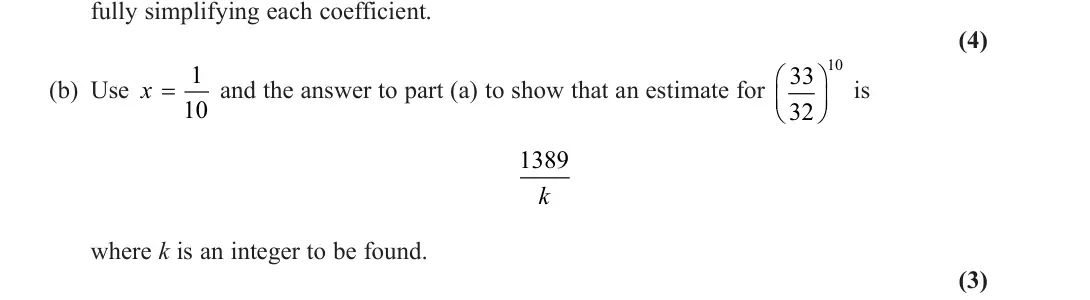 fully simplifying each coefficient.
(4)
(b) Use x = 1/10 and the answer to part (a) to show that an estimate for (33/32)^10 is
1389/k
where k is an integer to be found.
(3)